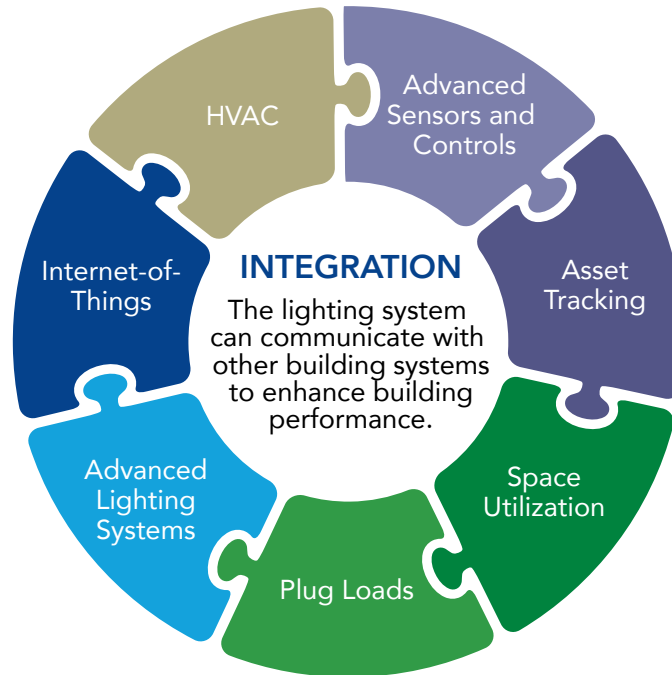 HVAC
Advanced
Sensors and
Controls
Asset
Tracking
Space
Utilization
Plug Loads
Advanced
Lighting
Systems
Internet-of-
Things
INTEGRATION
The lighting system
can communicate with
other building systems
to enhance building
performance.